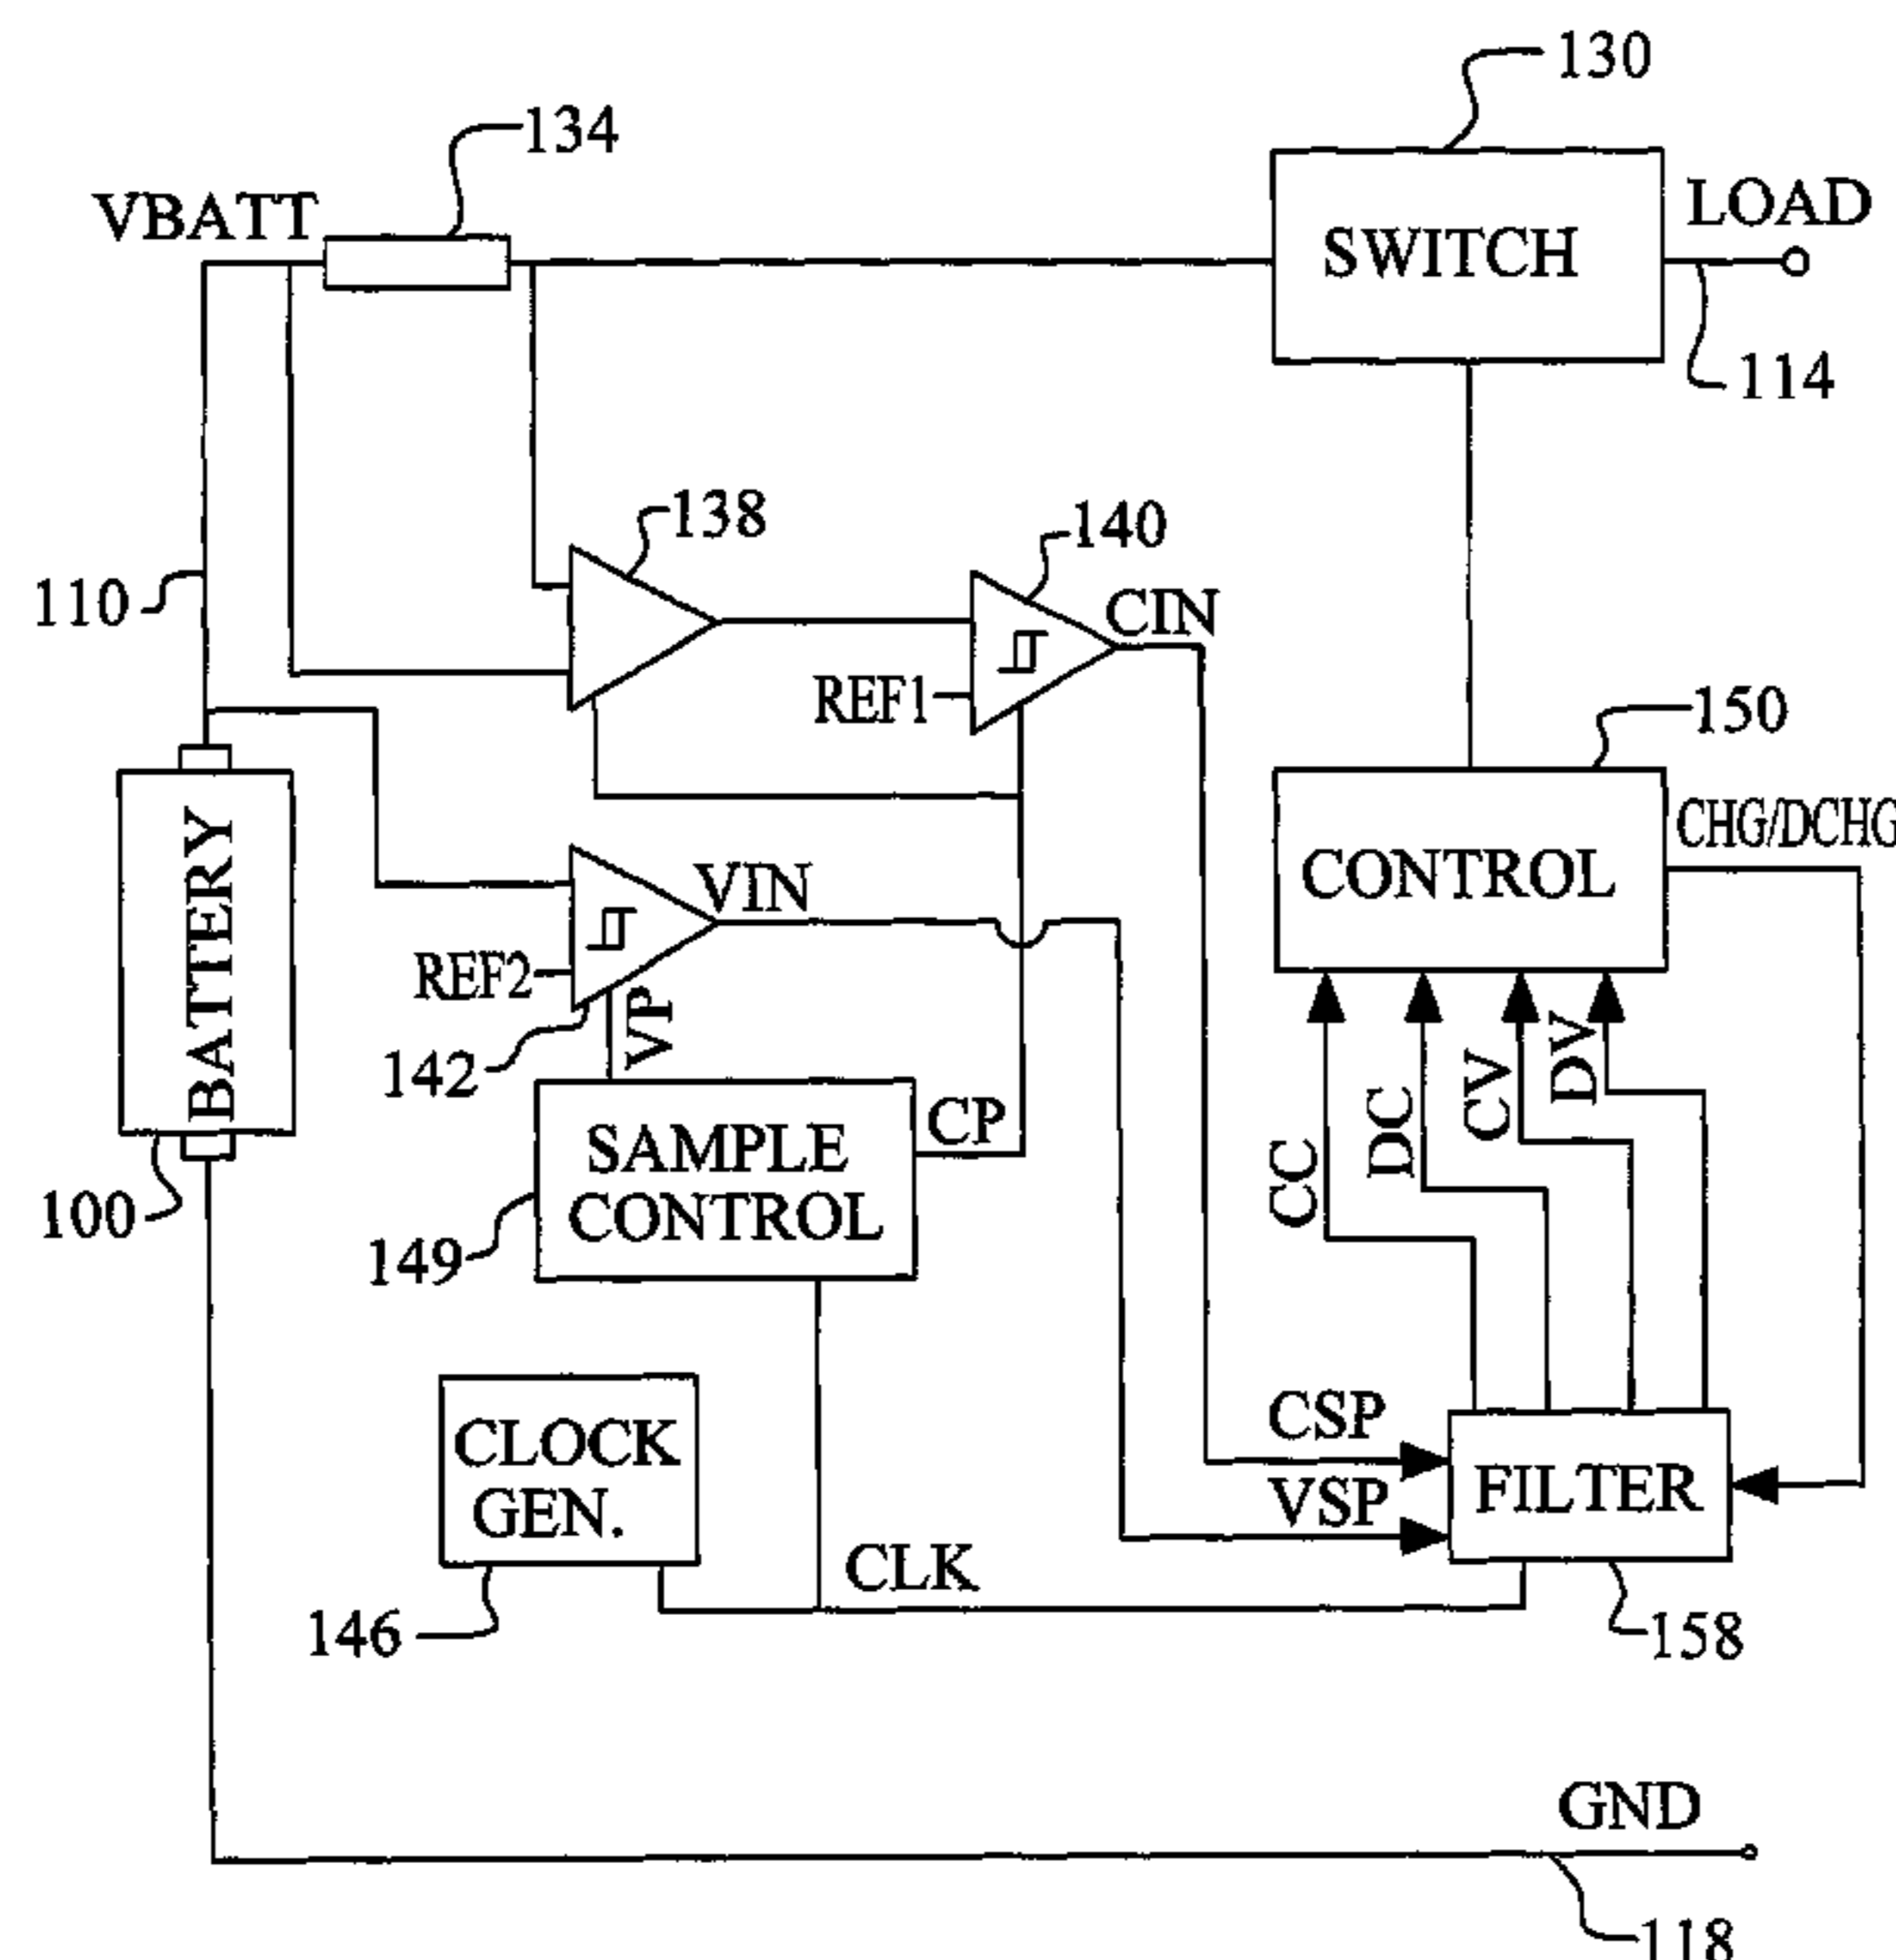 130
134
VBATT
LOAD
SWITCH
114
138
140
CIN
110
REF1
150
CHG/DCHG
CONTROL
VIN
BATTERY
REF2
VP
142
DV
CV
DC
CC
CP
SAMPLE
CONTROL
100
149
CSP
CLOCK
GEN.
FILTER
VSP
CLK
146
158
GND
118